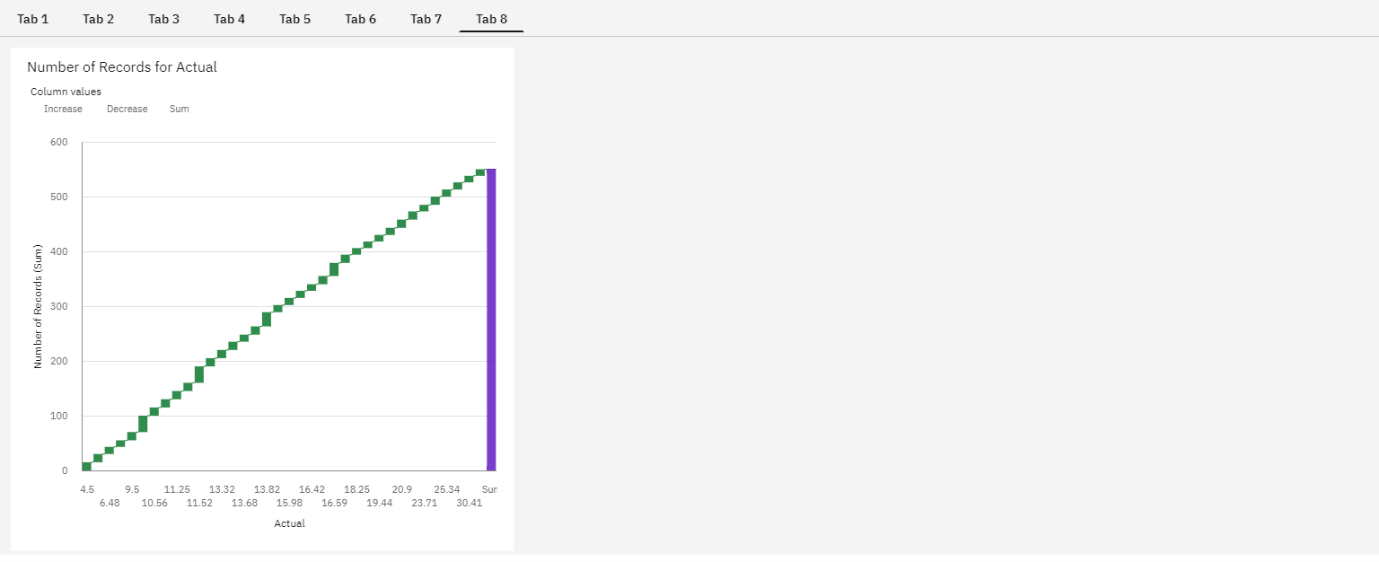 Tab 1 Tab 2 Tab 3 Tab 4 Tab 5 Tab 6 Tab 7 Tab 8
Number of Records for Actual
Column values
Increase Decrease Sum
600
500
400
300
200
100
0
Number of Records (Sum)
4.5 9.5 11.25 13.32 13.82 16.42 18.25 20.9 25.34 Sur
6.48 10.56 11.52 13.68 15.98 16.59 19.44 23.71 30.41
Actual